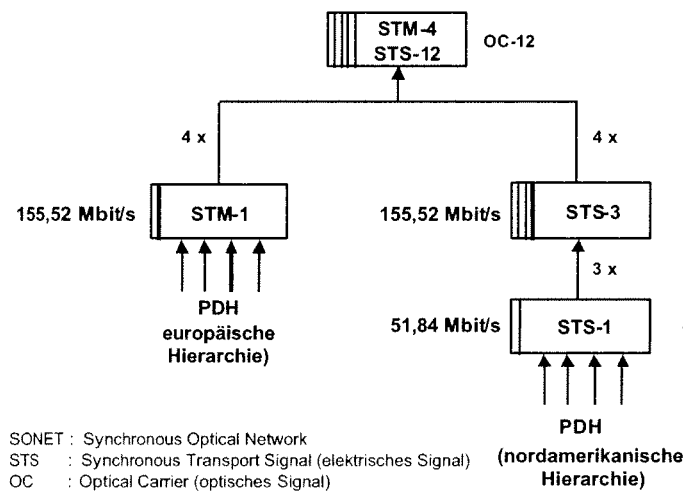 STM-4
STS-12
OC-12
4 x
4 x
155,52 Mbit/s
STM-1
155,52 Mbit/s
STS-3
3 x
PDH
europäische
Hierarchie)
51,84 Mbit/s
STS-1
PDH
(nordamerikanische
Hierarchie)
SONET : Synchronous Optical Network
STS : Synchronous Transport Signal (elektrisches Signal)
OC : Optical Carrier (optisches Signal)